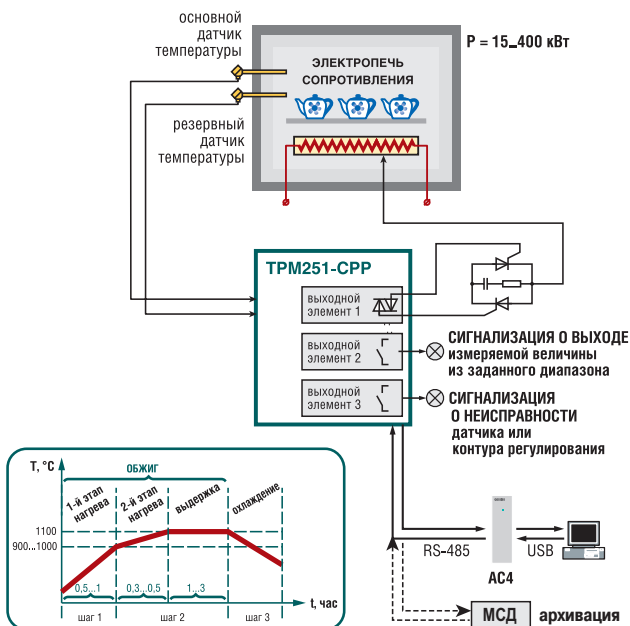 основной
датчик
температуры
ЭЛЕКТРОПЕЧЬ
СОПРОТИВЛЕНИЯ
P = 15...400 кВт
резервный
датчик
температуры
ТРМ251-СРР
выходной
элемент 1
выходной
элемент 2
СИГНАЛИЗАЦИЯ О ВЫХОДЕ
измеряемой величины
из заданного диапазона
выходной
элемент 3
СИГНАЛИЗАЦИЯ
О НЕИСПРАВНОСТИ
датчика или
контура регулирования
T, °C
ОБЖИГ
1-й этап
нагрева
2-й этап
нагрева
выдержка
охлаждение
1100
900...1000
0,5...1
0,3...0,5
1...3
t, час
шаг 1
шаг 2
шаг 3
RS-485
USB
АС4
МСД
архивация